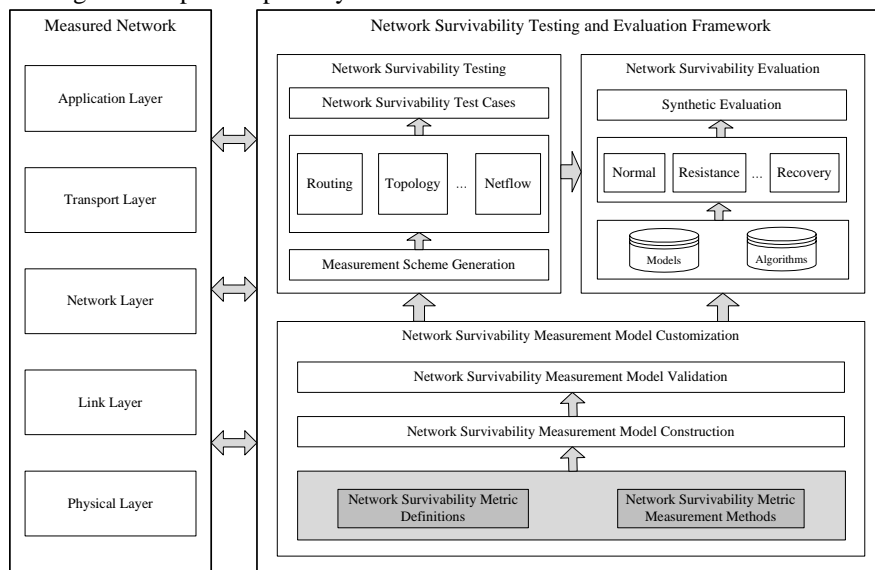 Measured Network
Application Layer
Transport Layer
Network Layer
Link Layer
Physical Layer
Network Survivability Testing and Evaluation Framework
Network Survivability Testing
Network Survivability Test Cases
Routing
Topology
...
Netflow
Measurement Scheme Generation
Network Survivability Evaluation
Synthetic Evaluation
Normal
Resistance
...
Recovery
Models
Algorithms
Network Survivability Measurement Model Customization
Network Survivability Measurement Model Validation
Network Survivability Measurement Model Construction
Network Survivability Metric
Definitions
Network Survivability Metric
Measurement Methods